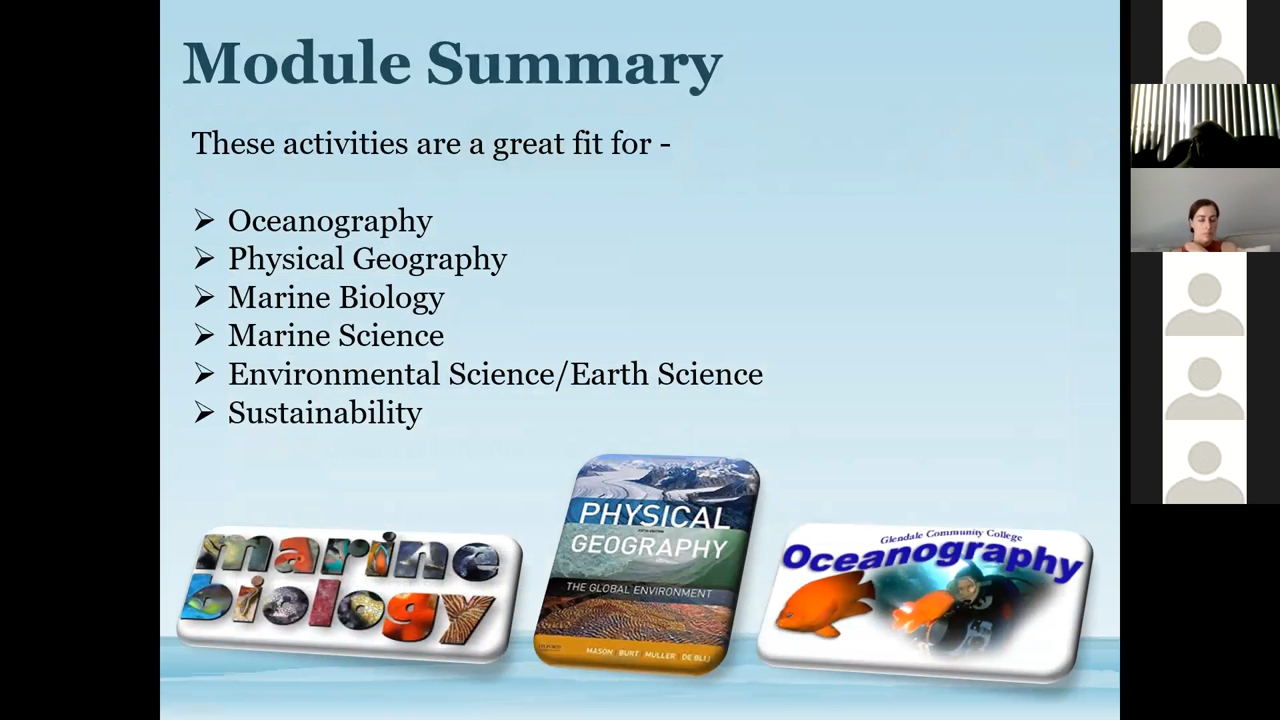 Module Summary
These activities are a great fit for -
Oceanography
Physical Geography
Marine Biology
Marine Science
Environmental Science/Earth Science
Sustainability
marine
biology
PHYSICAL
GEOGRAPHY
THE GLOBAL ENVIRONMENT
MASON BURT MULLER DE BLIJ
Glendale Community College
Oceanography